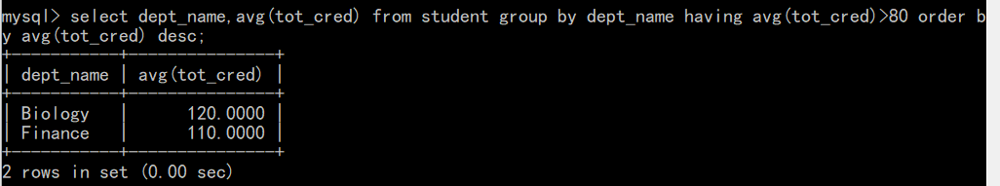 mysql> select dept_name,avg(tot_cred) from student group by dept_name having avg(tot_cred)>80 order b
y avg(tot_cred) desc;
+-----------+---------------+
| dept_name | avg(tot_cred) |
+-----------+---------------+
| Biology   |      120.0000 |
| Finance   |      110.0000 |
+-----------+---------------+
2 rows in set (0.00 sec)